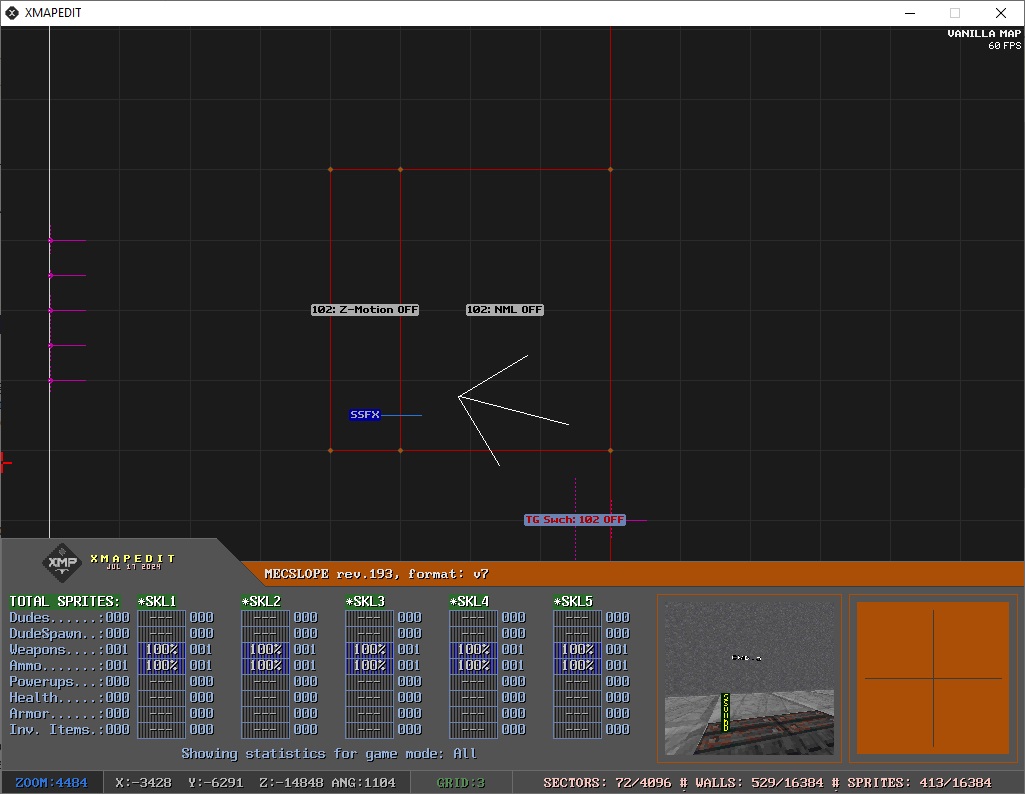 XMAPEDIT
VANILLA MAP
60 FPS
102: Z-Motion OFF
102: NML OFF
SSFX
TG Swch: 102 OFF
XMP
XMAPEDIT
JUL 17 2024
MECSLOPE rev.193, format: v7
TOTAL SPRITES: *SKL1 *SKL2 *SKL3 *SKL4 *SKL5
Dudes......:000 --- 000 --- 000 --- 000 --- 000 --- 000
DudeSpawn..:000 --- 000 --- 000 --- 000 --- 000 --- 000
Weapons....:001 100% 001 100% 001 100% 001 100% 001 100% 001
Ammo.......:001 100% 001 100% 001 100% 001 100% 001 100% 001
Powerups...:000 --- 000 --- 000 --- 000 --- 000 --- 000
Health.....:000 --- 000 --- 000 --- 000 --- 000 --- 000
Armor......:000 --- 000 --- 000 --- 000 --- 000 --- 000
Inv. Items.:000 --- 000 --- 000 --- 000 --- 000 --- 000
Showing statistics for game mode: All
ZOOM:4484 X:-3428 Y:-6291 Z:-14848 ANG:1104 GRID:3 SECTORS: 72/4096 # WALLS: 529/16384 # SPRITES: 413/16384